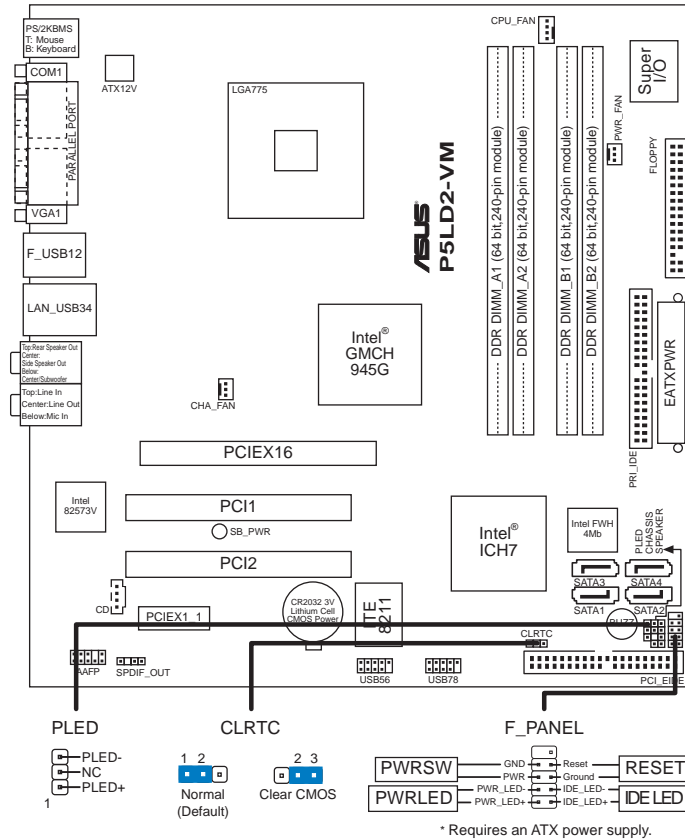 CPU_FAN
PS/2KBMS
T: Mouse
B: Keyboard
COM1
ATX12V
PARALLEL PORT
VGA1
F_USB12
LAN_USB34
Top:Rear Speaker Out
Center:
Side Speaker Out
Below:
Center/Subwoofer
Top:Line In
Center:Line Out
Below:Mic In
LGA775
ASUS
P5LD2-VM
DDR DIMM_A1 (64 bit,240-pin module)
DDR DIMM_A2 (64 bit,240-pin module)
DDR DIMM_B1 (64 bit,240-pin module)
DDR DIMM_B2 (64 bit,240-pin module)
Super
I/O
PWR_FAN
FLOPPY
Intel®
GMCH
945G
CHA_FAN
EATXPWR
PRI_IDE
PCIEX16
Intel
82573V
PCI1
SB_PWR
PCI2
Intel®
ICH7
Intel FWH
4Mb
PLED
CHASSIS
SPEAKER
SATA3
SATA4
SATA1
SATA2
CD
PCIEX1_1
CR2032 3V
Lithium Cell
CMOS Power
ITE
8211
BUZZ
CLRTC
AAFP
SPDIF_OUT
USB56
USB78
PCI_EIDE
PLED
PLED-
NC
PLED+
1
CLRTC
1 2
Normal
(Default)
2 3
Clear CMOS
F_PANEL
PWRSW
GND
PWR
Reset
Ground
RESET
PWRLED
PWR_LED-
PWR_LED+
IDE_LED-
IDE_LED+
IDE LED
* Requires an ATX power supply.